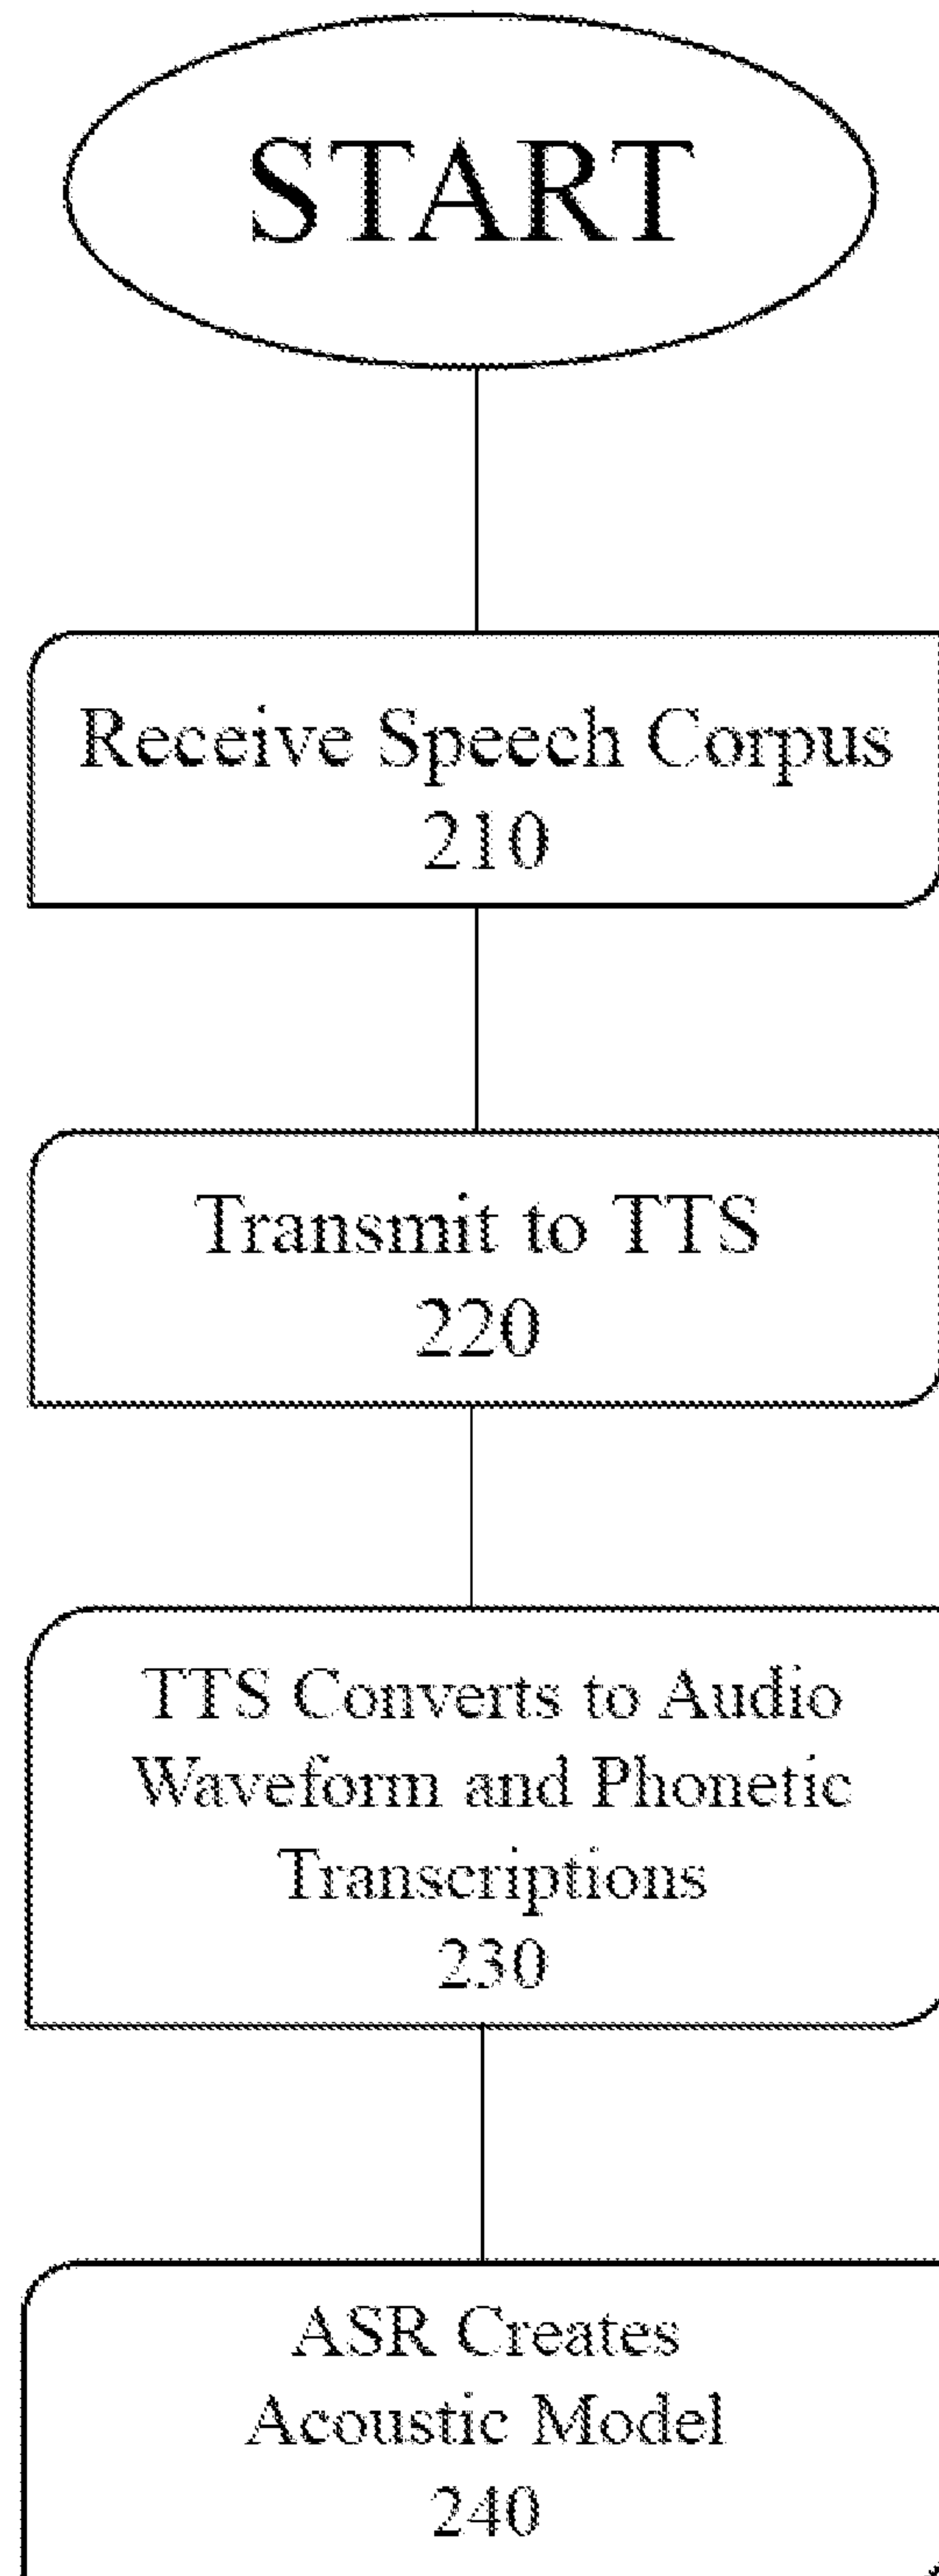 START
Receive Speech Corpus
210
Transmit to TTS
220
TTS Converts to Audio
Waveform and Phonetic
Transcriptions
230
ASR Creates
Acoustic Model
240